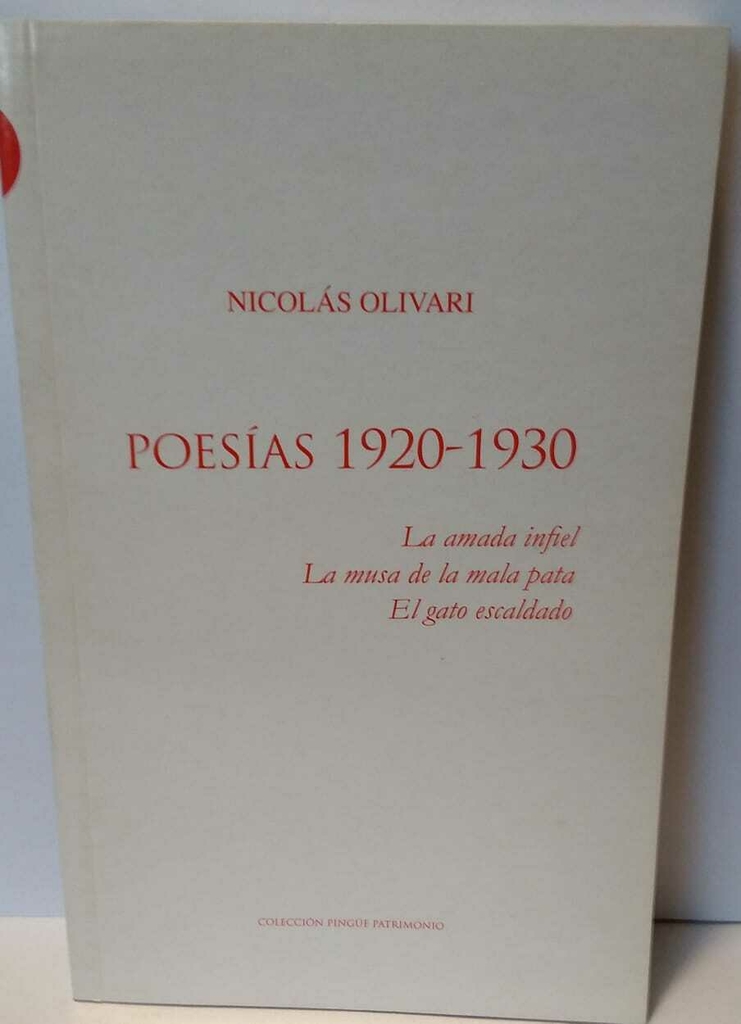 NICOLÁS OLIVARI
POESÍAS 1920-1930
La amada infiel
La musa de la mala pata
El gato escaldado
COLECCIÓN PINGÜE PATRIMONIO